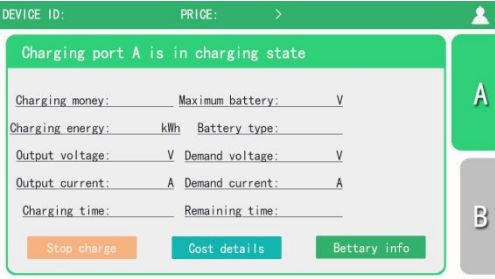 DEVICE ID: PRICE: >
Charging port A is in charging state
Charging money: Maximum battery: V
Charging energy: kWh Battery type:
Output voltage: V Demand voltage: V
Output current: A Demand current: A
Charging time: Remaining time:
Stop charge Cost details Bettary info
A
B